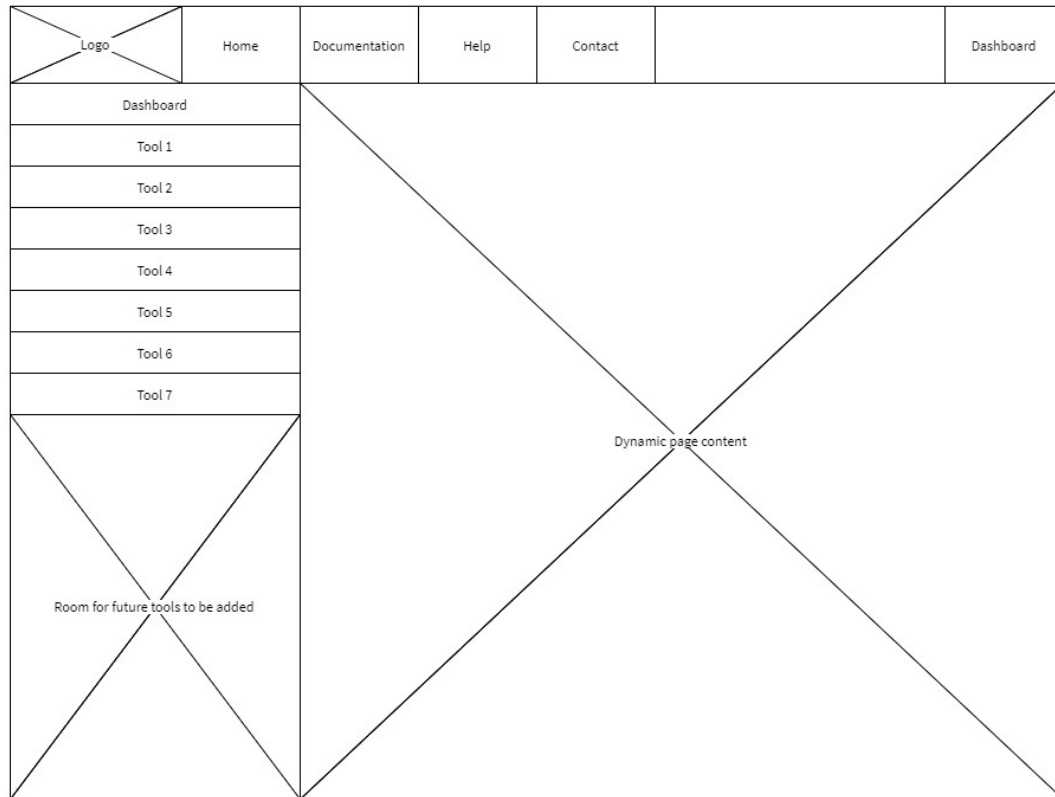 Logo
Home
Documentation
Help
Contact
Dashboard
Dashboard
Tool 1
Tool 2
Tool 3
Tool 4
Tool 5
Tool 6
Tool 7
Dynamic page content
Room for future tools to be added